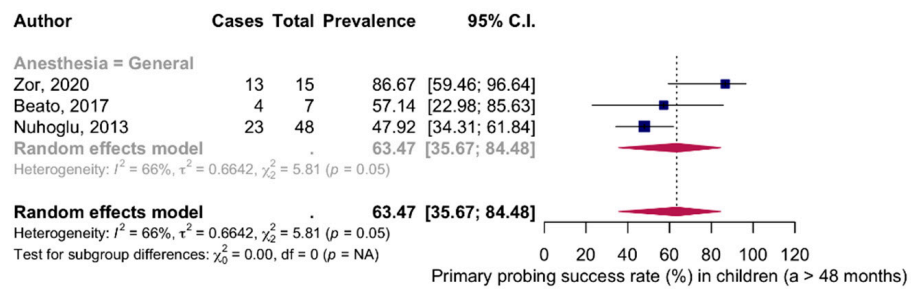 Author Cases Total Prevalence 95% C.I.
Anesthesia = General
Zor, 2020 13 15 86.67 [59.46; 96.64]
Beato, 2017 4 7 57.14 [22.98; 85.63]
Nuhoglu, 2013 23 48 47.92 [34.31; 61.84]
Random effects model . 63.47 [35.67; 84.48]
Heterogeneity: I² = 66%, τ² = 0.6642, χ²₂ = 5.81 (p = 0.05)
Random effects model . 63.47 [35.67; 84.48]
Heterogeneity: I² = 66%, τ² = 0.6642, χ²₂ = 5.81 (p = 0.05)
Test for subgroup differences: χ²₀ = 0.00, df = 0 (p = NA)
0 20 40 60 80 100 120
Primary probing success rate (%) in children (a > 48 months)